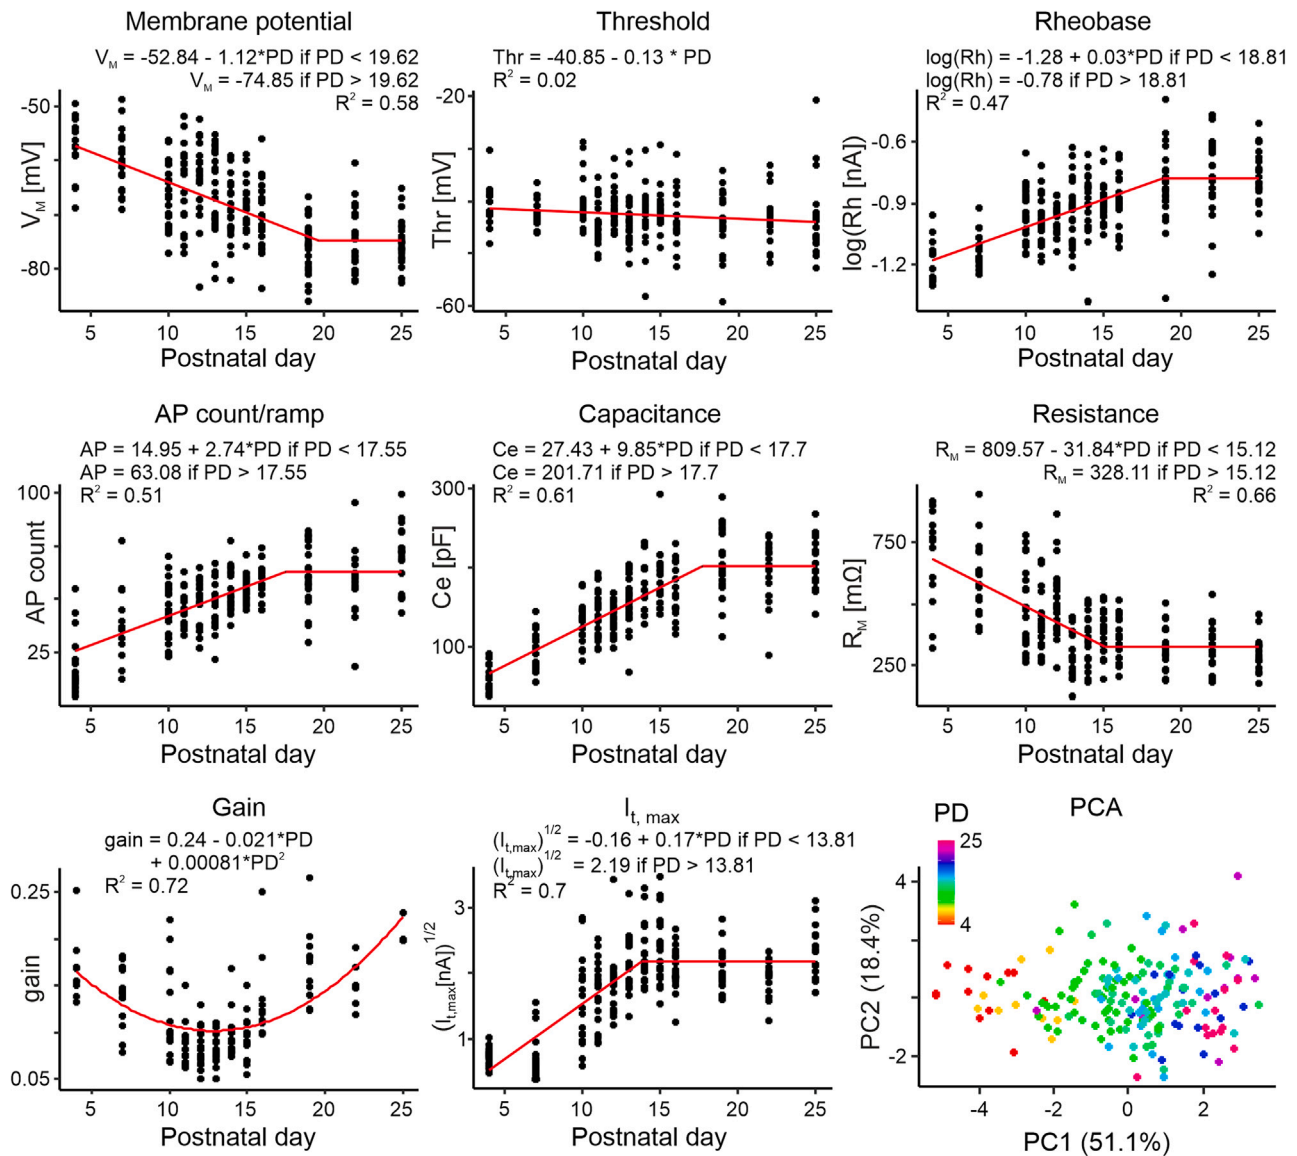 Membrane potential
V_M = -52.84 - 1.12*PD if PD < 19.62
V_M = -74.85 if PD > 19.62
R² = 0.58
-50
-80
V_M [mV]
5 10 15 20 25
Postnatal day
Threshold
Thr = -40.85 - 0.13 * PD
R² = 0.02
-20
-60
Thr [mV]
5 10 15 20 25
Postnatal day
Rheobase
log(Rh) = -1.28 + 0.03*PD if PD < 18.81
log(Rh) = -0.78 if PD > 18.81
R² = 0.47
-0.6
-0.9
-1.2
log(Rh [nA])
5 10 15 20 25
Postnatal day
AP count/ramp
AP = 14.95 + 2.74*PD if PD < 17.55
AP = 63.08 if PD > 17.55
R² = 0.51
100
25
AP count
5 10 15 20 25
Postnatal day
Capacitance
Ce = 27.43 + 9.85*PD if PD < 17.7
Ce = 201.71 if PD > 17.7
R² = 0.61
300
100
Ce [pF]
5 10 15 20 25
Postnatal day
Resistance
R_M = 809.57 - 31.84*PD if PD < 15.12
R_M = 328.11 if PD > 15.12
R² = 0.66
750
250
R_M [mΩ]
5 10 15 20 25
Postnatal day
Gain
gain = 0.24 - 0.021*PD
+ 0.00081*PD²
R² = 0.72
0.25
0.05
gain
5 10 15 20 25
Postnatal day
I_t, max
(I_t,max)^1/2 = -0.16 + 0.17*PD if PD < 13.81
(I_t,max)^1/2 = 2.19 if PD > 13.81
R² = 0.7
3
1
(I_t,max[nA])^1/2
5 10 15 20 25
Postnatal day
PCA
PD
25
4
4
-2
PC2 (18.4%)
-4 -2 0 2
PC1 (51.1%)